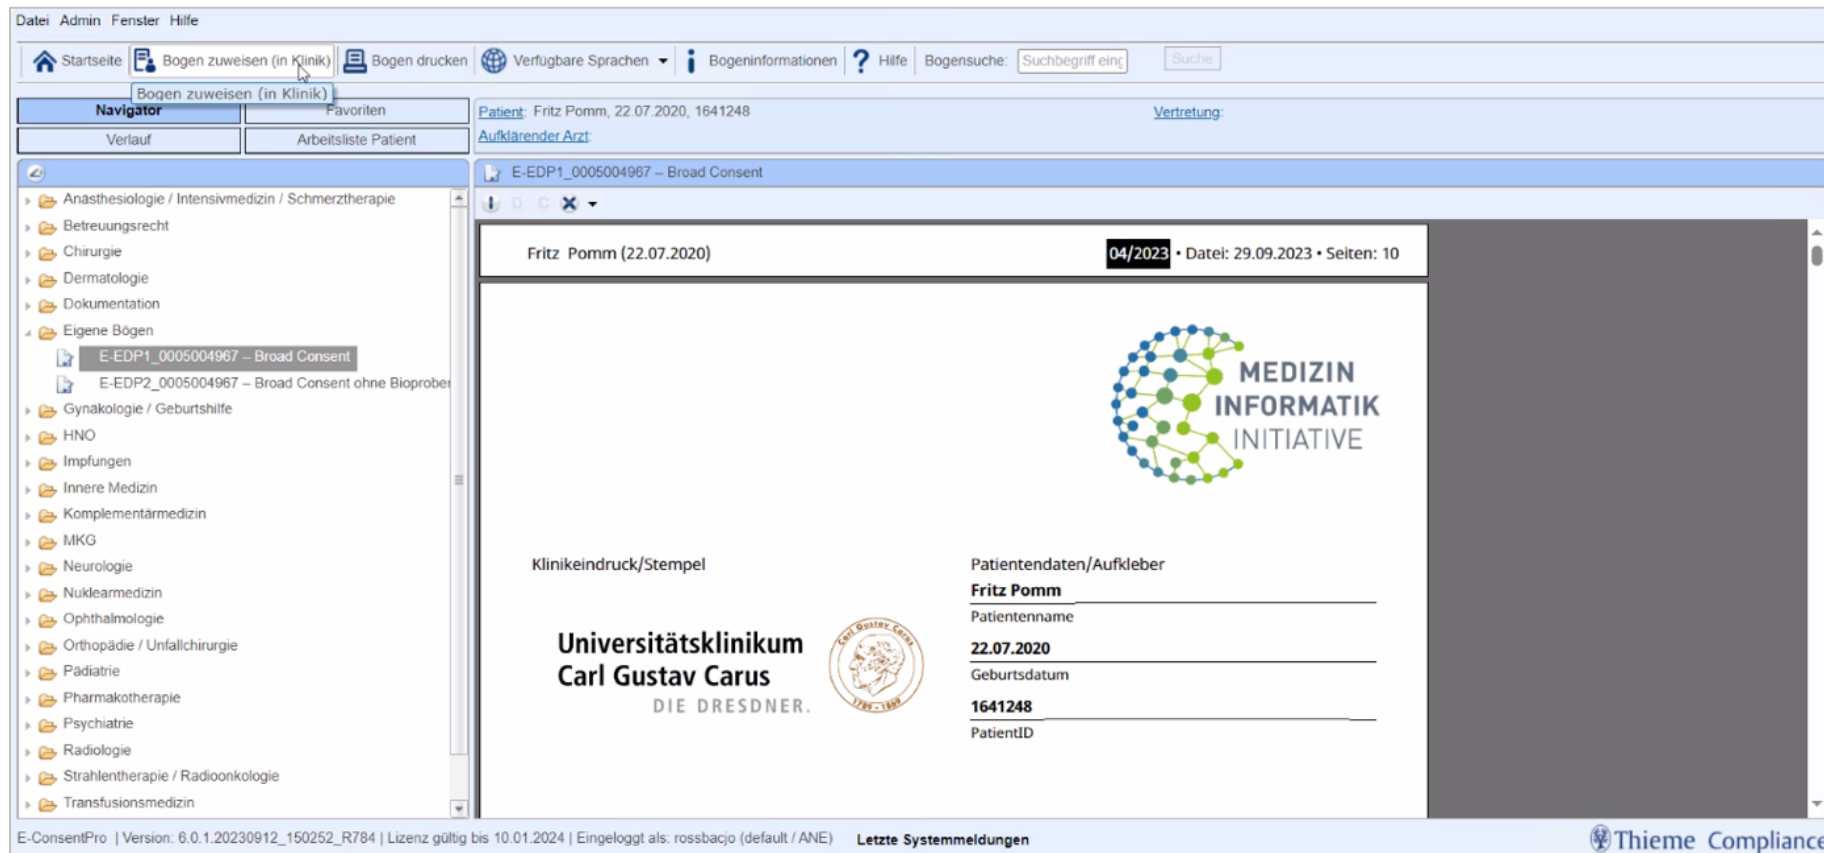 Datei Admin Fenster Hilfe
Startseite Bogen zuweisen (in Klinik) Bogen drucken Verfügbare Sprachen Bogeninformationen Hilfe Bogensuche: Suchbegriff eing Suche
Bogen zuweisen (in Klinik)
Navigator Favoriten
Verlauf Arbeitsliste Patient
Patient: Fritz Pomm, 22.07.2020, 1641248 Vertretung:
Aufklärender Arzt:
E-EDP1_0005004967 – Broad Consent
D C
Anästhesiologie / Intensivmedizin / Schmerztherapie
Betreuungsrecht
Chirurgie
Dermatologie
Dokumentation
Eigene Bögen
E-EDP1_0005004967 – Broad Consent
E-EDP2_0005004967 – Broad Consent ohne Bioprober
Gynäkologie / Geburtshilfe
HNO
Impfungen
Innere Medizin
Komplementärmedizin
MKG
Neurologie
Nuklearmedizin
Ophthalmologie
Orthopädie / Unfallchirurgie
Pädiatrie
Pharmakotherapie
Psychiatrie
Radiologie
Strahlentherapie / Radioonkologie
Transfusionsmedizin
Fritz Pomm (22.07.2020) 04/2023 • Datei: 29.09.2023 • Seiten: 10
MEDIZIN
INFORMATIK
INITIATIVE
Klinikeindruck/Stempel
Universitätsklinikum
Carl Gustav Carus
DIE DRESDNER.
Carl Gustav Carus
1789 - 1869
Patientendaten/Aufkleber
Fritz Pomm
Patientenname
22.07.2020
Geburtsdatum
1641248
PatientID
E-ConsentPro | Version: 6.0.1.20230912_150252_R784 | Lizenz gültig bis 10.01.2024 | Eingeloggt als: rossbacjo (default / ANE) Letzte Systemmeldungen
Thieme Compliance